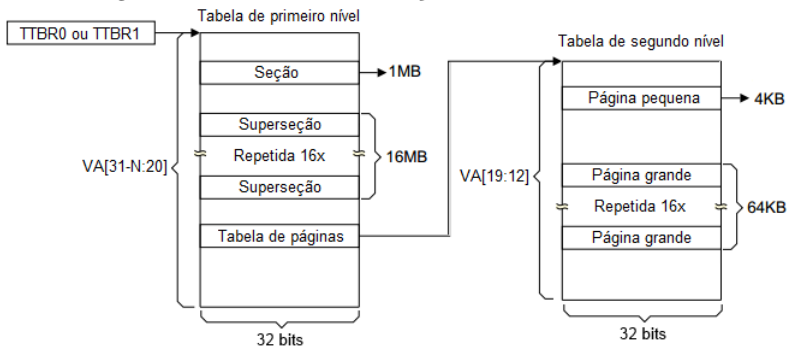 Tabela de primeiro nível
TTBR0 ou TTBR1
Seção
1MB
Superseção
Repetida 16x
16MB
Superseção
VA[31-N:20]
Tabela de páginas
32 bits
Tabela de segundo nível
Página pequena
4KB
VA[19:12]
Página grande
Repetida 16x
64KB
Página grande
32 bits